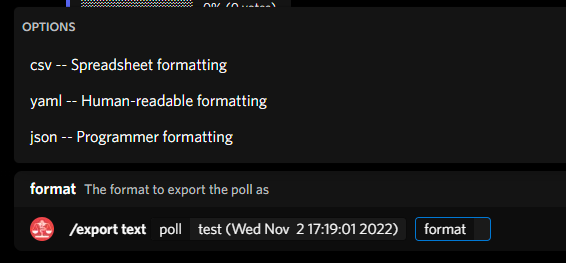 0% (0 votes)
OPTIONS
csv -- Spreadsheet formatting
yaml -- Human-readable formatting
json -- Programmer formatting
format The format to export the poll as
/export text poll test (Wed Nov 2 17:19:01 2022) format